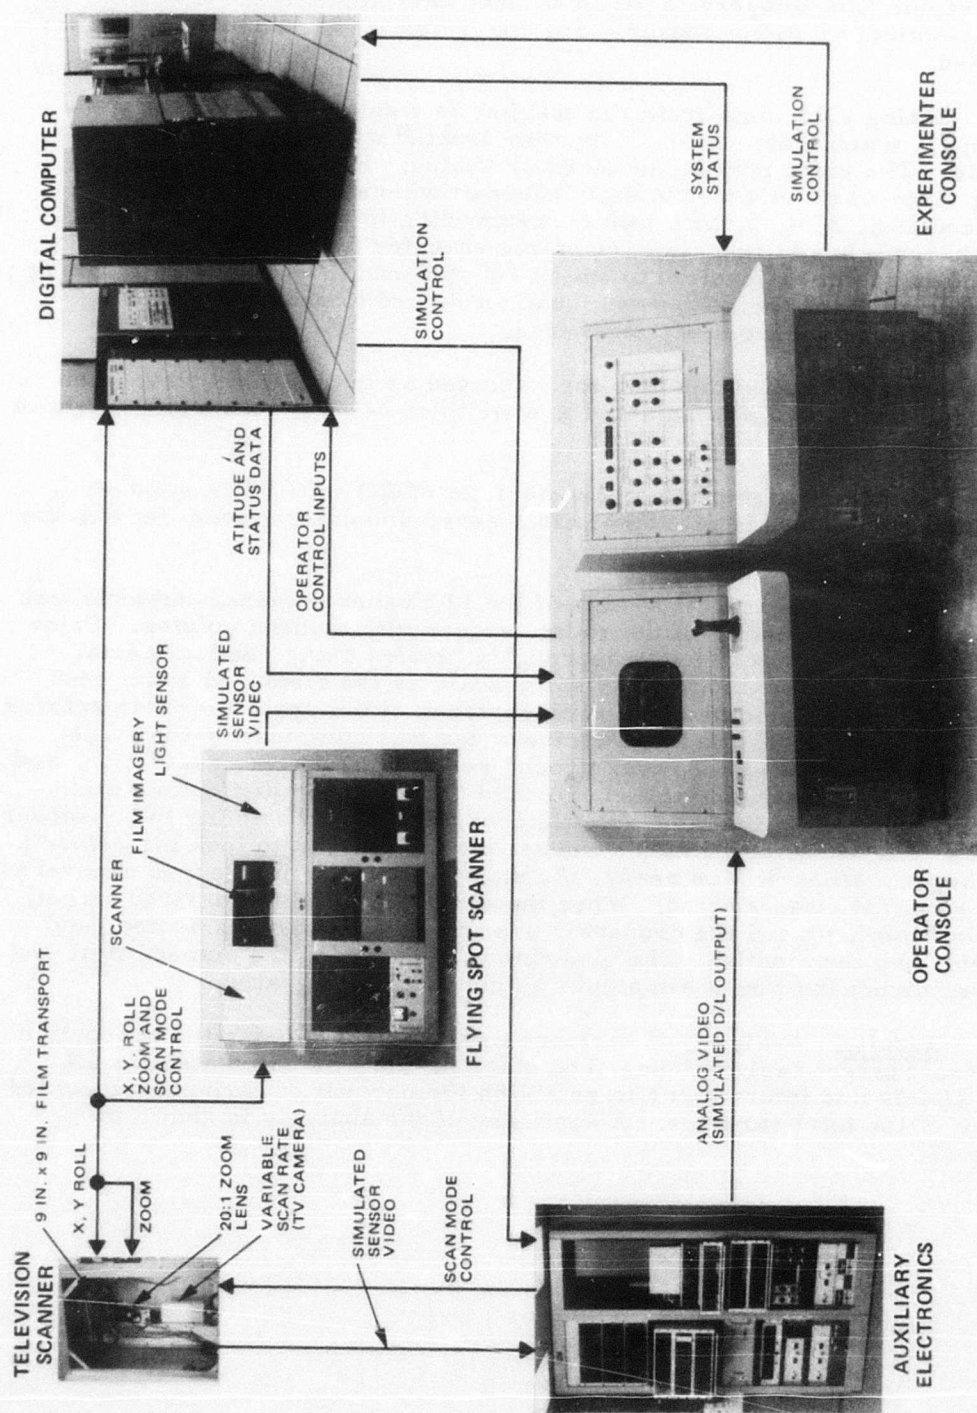 TELEVISION
SCANNER
9 IN. x 9 IN. FILM TRANSPORT
X, Y ROLL
ZOOM
20:1 ZOOM
LENS
VARIABLE
SCAN RATE
(TV CAMERA)
SIMULATED
SENSOR
VIDEO
SCAN MODE
CONTROL
AUXILIARY
ELECTRONICS
X, Y, ROLL
ZOOM AND
SCAN MODE
CONTROL
SCANNER
FILM IMAGERY
LIGHT SENSOR
FLYING SPOT SCANNER
SIMULATED
SENSOR
VIDEO
ANALOG VIDEO
(SIMULATED D/L OUTPUT)
DIGITAL COMPUTER
ATITUDE AND
STATUS DATA
OPERATOR
CONTROL INPUTS
SIMULATION
CONTROL
SYSTEM
STATUS
SIMULATION
CONTROL
OPERATOR
CONSOLE
EXPERIMENTER
CONSOLE